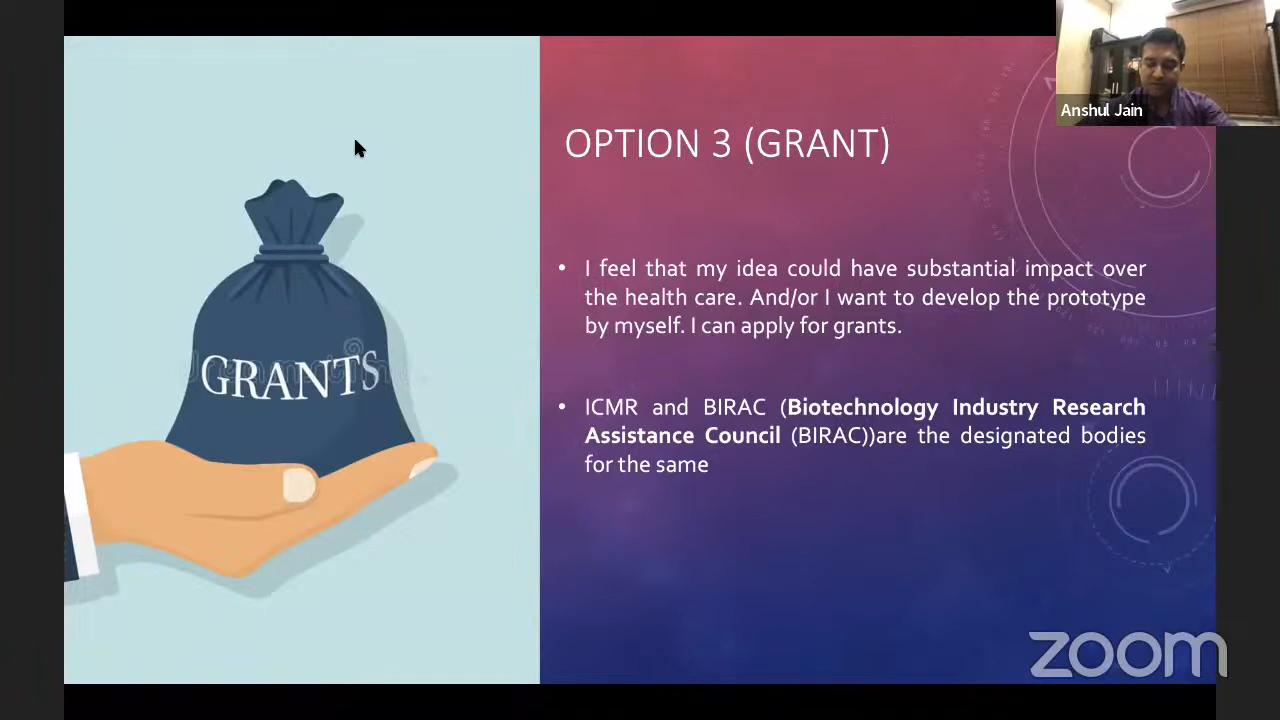 Anshul Jain
OPTION 3 (GRANT)
GRANTS
• I feel that my idea could have substantial impact over
the health care. And/or I want to develop the prototype
by myself. I can apply for grants.
• ICMR and BIRAC (Biotechnology Industry Research
Assistance Council (BIRAC))are the designated bodies
for the same
zoom